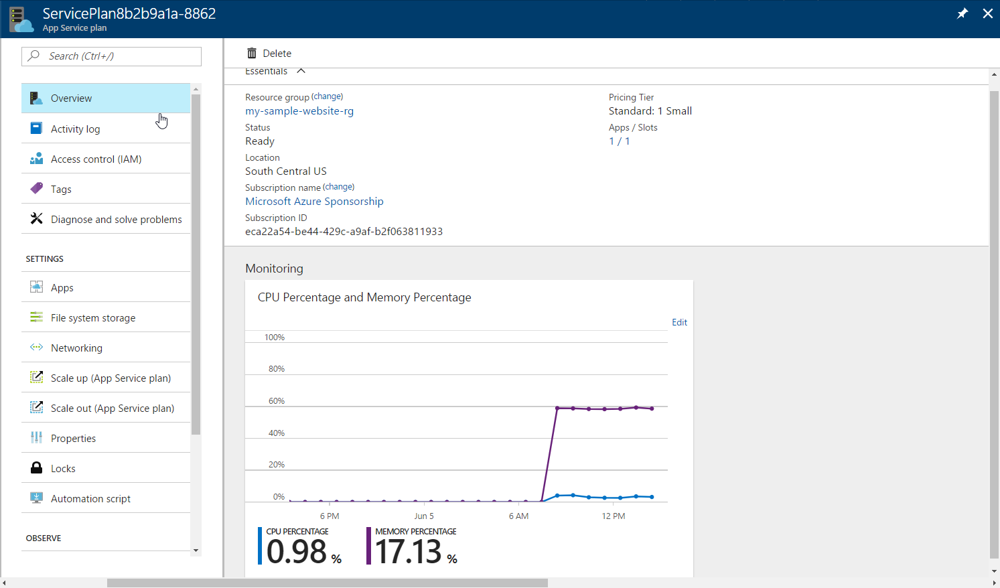 ServicePlan8b2b9a1a-8862
App Service plan
Search (Ctrl+/)
Overview
Activity log
Access control (IAM)
Tags
Diagnose and solve problems
SETTINGS
Apps
File system storage
Networking
Scale up (App Service plan)
Scale out (App Service plan)
Properties
Locks
Automation script
OBSERVE
Delete
Essentials
Resource group (change)
my-sample-website-rg
Status
Ready
Location
South Central US
Subscription name (change)
Microsoft Azure Sponsorship
Subscription ID
eca22a54-be44-429c-a9af-b2f063811933
Pricing Tier
Standard: 1 Small
Apps / Slots
1 / 1
Monitoring
CPU Percentage and Memory Percentage
Edit
100%
80%
60%
40%
20%
0%
6 PM Jun 5 6 AM 12 PM
CPU PERCENTAGE
0.98 %
MEMORY PERCENTAGE
17.13 %